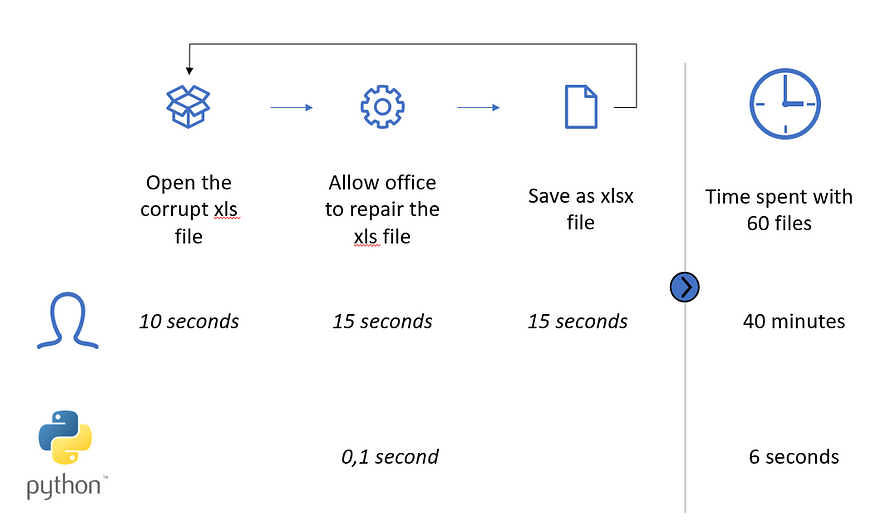 Open the
corrupt xls
file
Allow office
to repair the
xls file
Save as xlsx
file
Time spent with
60 files
10 seconds
15 seconds
15 seconds
40 minutes
0,1 second
6 seconds
python™